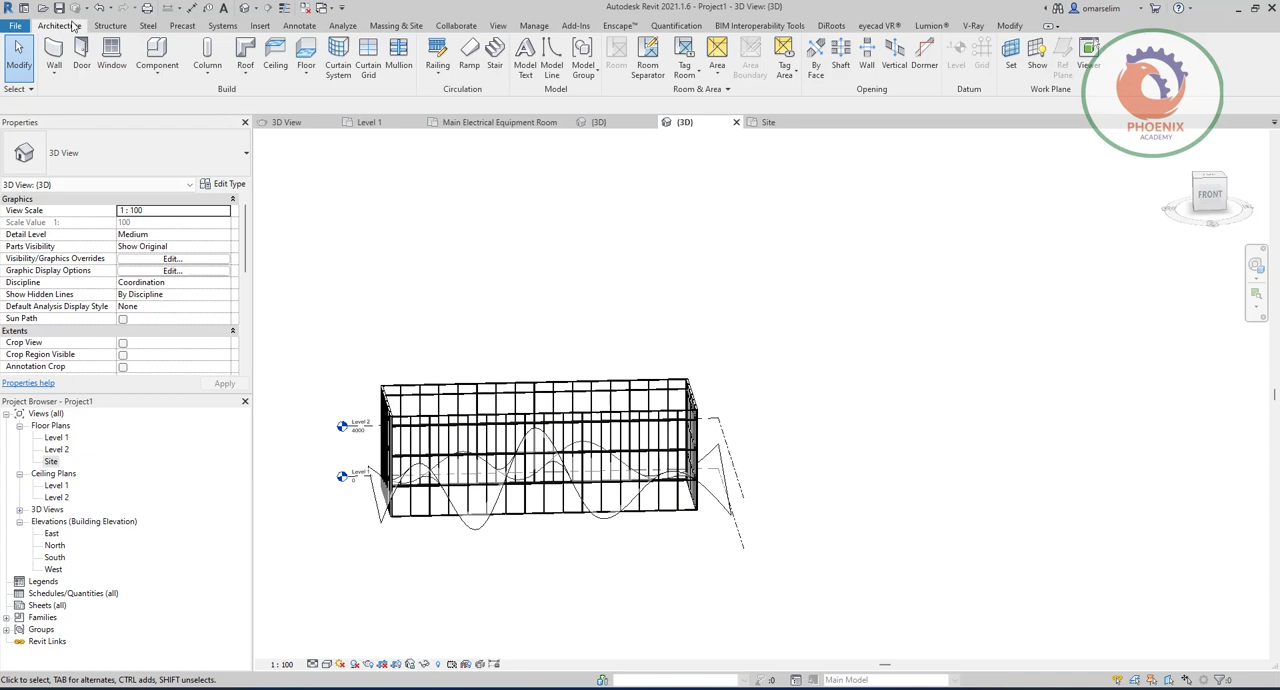 Autodesk Revit 2021.1.6 - Project1 - 3D View: {3D}
omarselim
File Architecture Structure Steel Precast Systems Insert Annotate Analyze Massing & Site Collaborate View Manage Add-Ins Enscape™ Quantification BIM Interoperability Tools DiRoots eyecad VR® Lumion® V-Ray Modify
Modify Wall Door Window Component Column Roof Ceiling Floor Curtain System Curtain Grid Mullion Railing Ramp Stair Model Text Model Line Model Group Room Room Separator Tag Room Area Area Boundary Tag Area By Face Shaft Wall Vertical Dormer Level Grid Set Show Ref Plane Viewer
Select Build Circulation Model Room & Area Opening Datum Work Plane
PHOENIX
ACADEMY
Properties
3D View Level 1 Main Electrical Equipment Room {3D} {3D} Site
3D View
3D View: {3D} Edit Type
Graphics
View Scale 1 : 100
Scale Value 1: 100
Detail Level Medium
Parts Visibility Show Original
Visibility/Graphics Overrides Edit...
Graphic Display Options Edit...
Discipline Coordination
Show Hidden Lines By Discipline
Default Analysis Display Style None
Sun Path
Extents
Crop View
Crop Region Visible
Annotation Crop
Properties help Apply
FRONT
Level 2
4000
Level 1
0
Project Browser - Project1
Views (all)
Floor Plans
Level 1
Level 2
Site
Ceiling Plans
Level 1
Level 2
3D Views
Elevations (Building Elevation)
East
North
South
West
Legends
Schedules/Quantities (all)
Sheets (all)
Families
Groups
Revit Links
1 : 100
Click to select, TAB for alternates, CTRL adds, SHIFT unselects.
:0
Main Model
:0